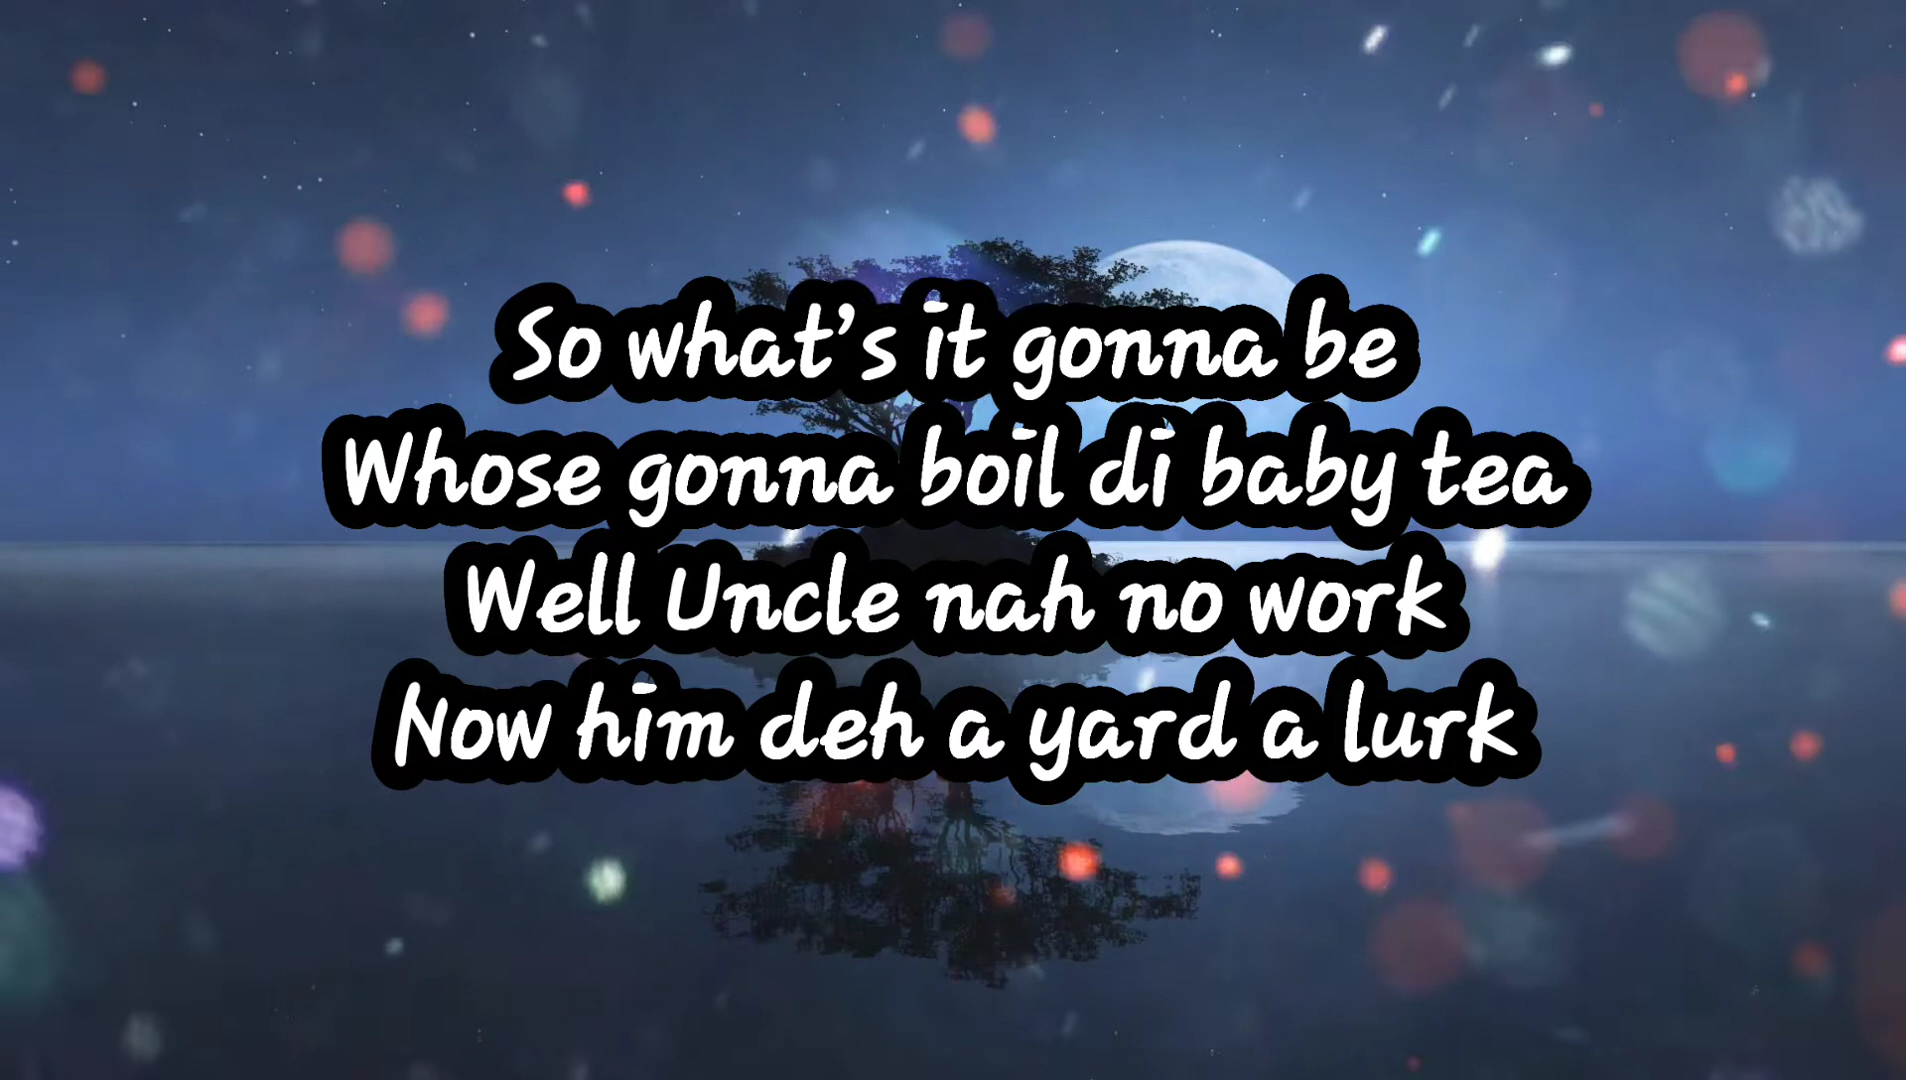 So what’s it gonna be
Whose gonna boil di baby tea
Well Uncle nah no work
Now him deh a yard a lurk